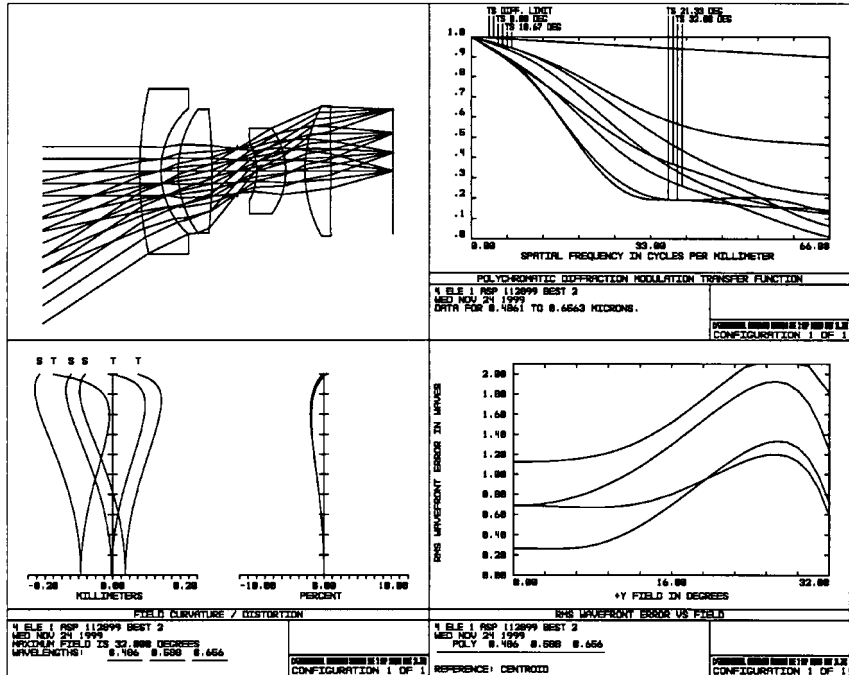 TS DIFF. LIMIT
TS 0.00 DEG
TS 10.67 DEG
TS 21.33 DEG
TS 32.00 DEG
1.0
.9
.8
.7
.6
.5
.4
.3
.2
.1
.0
0.00 33.00 66.00
SPATIAL FREQUENCY IN CYCLES PER MILLIMETER
POLYCHROMATIC DIFFRACTION MODULATION TRANSFER FUNCTION
4 ELE 1 ASP 112899 BEST 2
WED NOV 24 1999
DATA FOR 0.4861 TO 0.6563 MICRONS.
CONFIGURATION 1 OF 1
S T S S T T
-0.20 0.00 0.20
MILLIMETERS
-10.00 0.00 10.00
PERCENT
FIELD CURVATURE / DISTORTION
4 ELE 1 ASP 112899 BEST 2
WED NOV 24 1999
MAXIMUM FIELD IS 32.000 DEGREES
WAVELENGTHS: 0.486 0.588 0.656
CONFIGURATION 1 OF 1
RMS WAVEFRONT ERROR IN WAVES
2.00
1.80
1.60
1.40
1.20
1.00
0.80
0.60
0.40
0.20
0.00
0.00 16.00 32.00
+Y FIELD IN DEGREES
RMS WAVEFRONT ERROR VS FIELD
4 ELE 1 ASP 112899 BEST 2
WED NOV 24 1999
POLY 0.486 0.588 0.656
REFERENCE: CENTROID
CONFIGURATION 1 OF 1